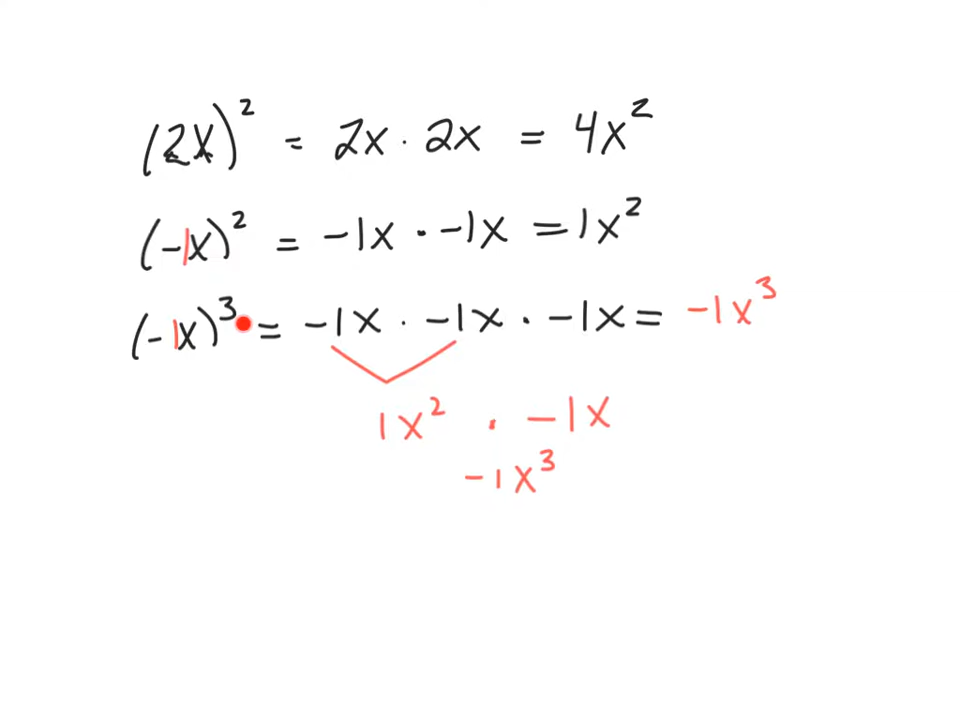 (2x)² = 2x · 2x = 4x²
(-1x)² = -1x · -1x = 1x²
(-1x)³ = -1x · -1x · -1x = -1x³
1x² · -1x
-1x³